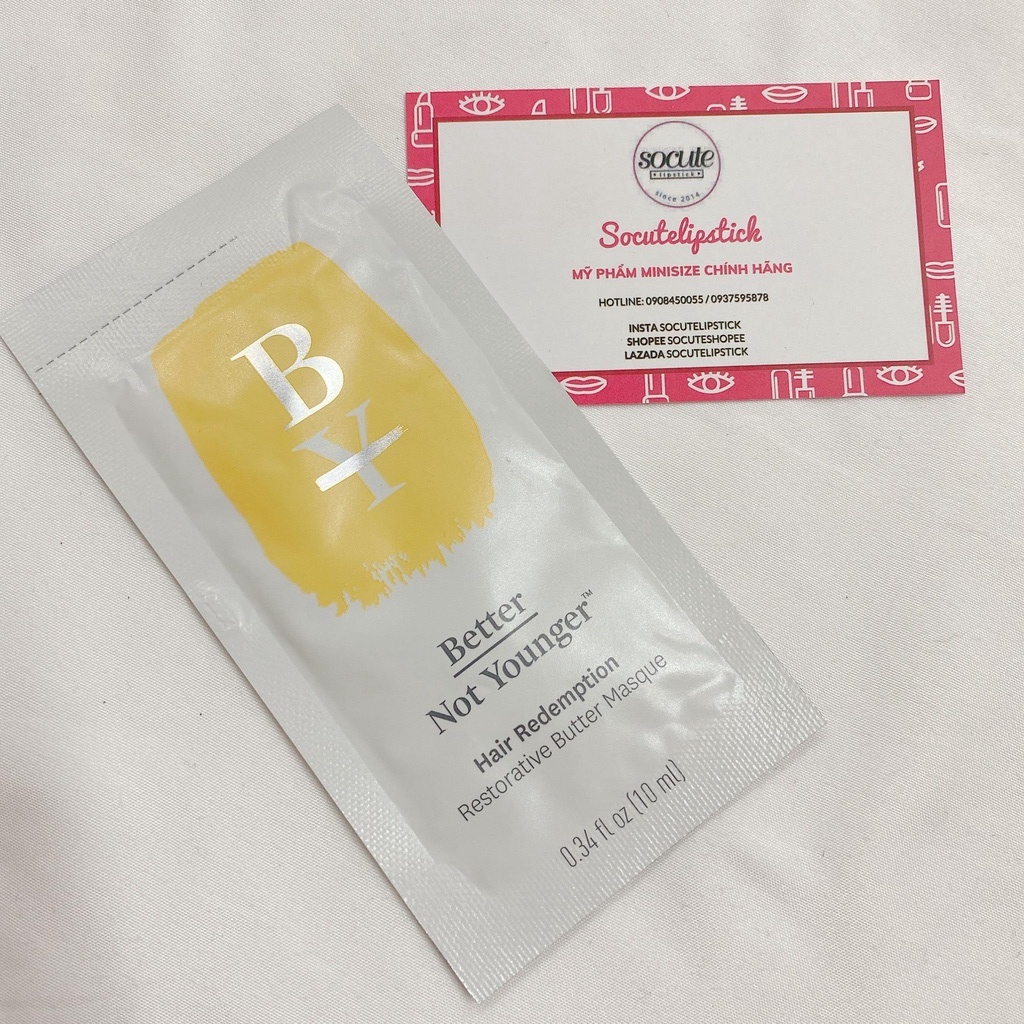 B
Y
Better
Not Younger™
Hair Redemption
Restorative Butter Masque
0.34 fl oz (10 ml)
socute
• lipstick •
since 2014
Socutelipstick
MỸ PHẨM MINISIZE CHÍNH HÃNG
HOTLINE: 0908450055 / 0937595878
INSTA SOCUTELIPSTICK
SHOPEE SOCUTESHOPEE
LAZADA SOCUTELIPSTICK